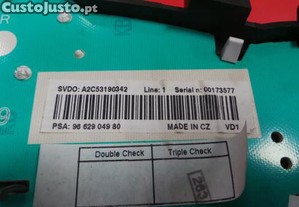 CustoJusto.pt
SVDO: A2C53190342 Line: 1 Serial n: 00173577
PSA: 96 629 049 80 MADE IN CZ VD1
Double Check Triple Check